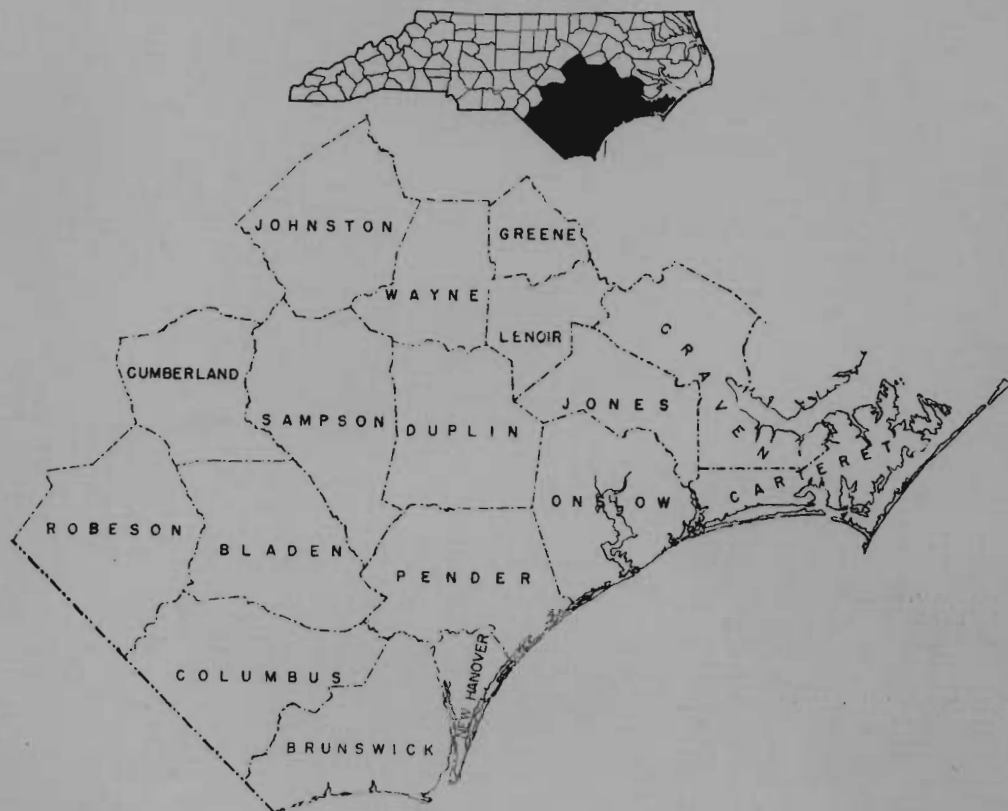 JOHNSTON
GREENE
WAYNE
LENOIR
CRAVEN
CUMBERLAND
SAMPSON
DUPLIN
JONES
CARTERET
ROBESON
BLADEN
ONSLOW
PENDER
COLUMBUS
NEW HANOVER
BRUNSWICK